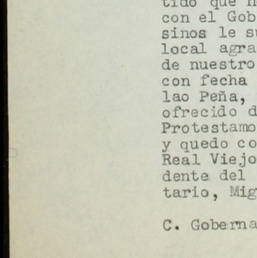 tido que h
con el Gob
sinos le su
local agra
de nuestro
con fecha
lao Peña,
ofrecido d
Protestamo
y quedo co
Real Viejo
dente del
tario, Mig
C. Goberna